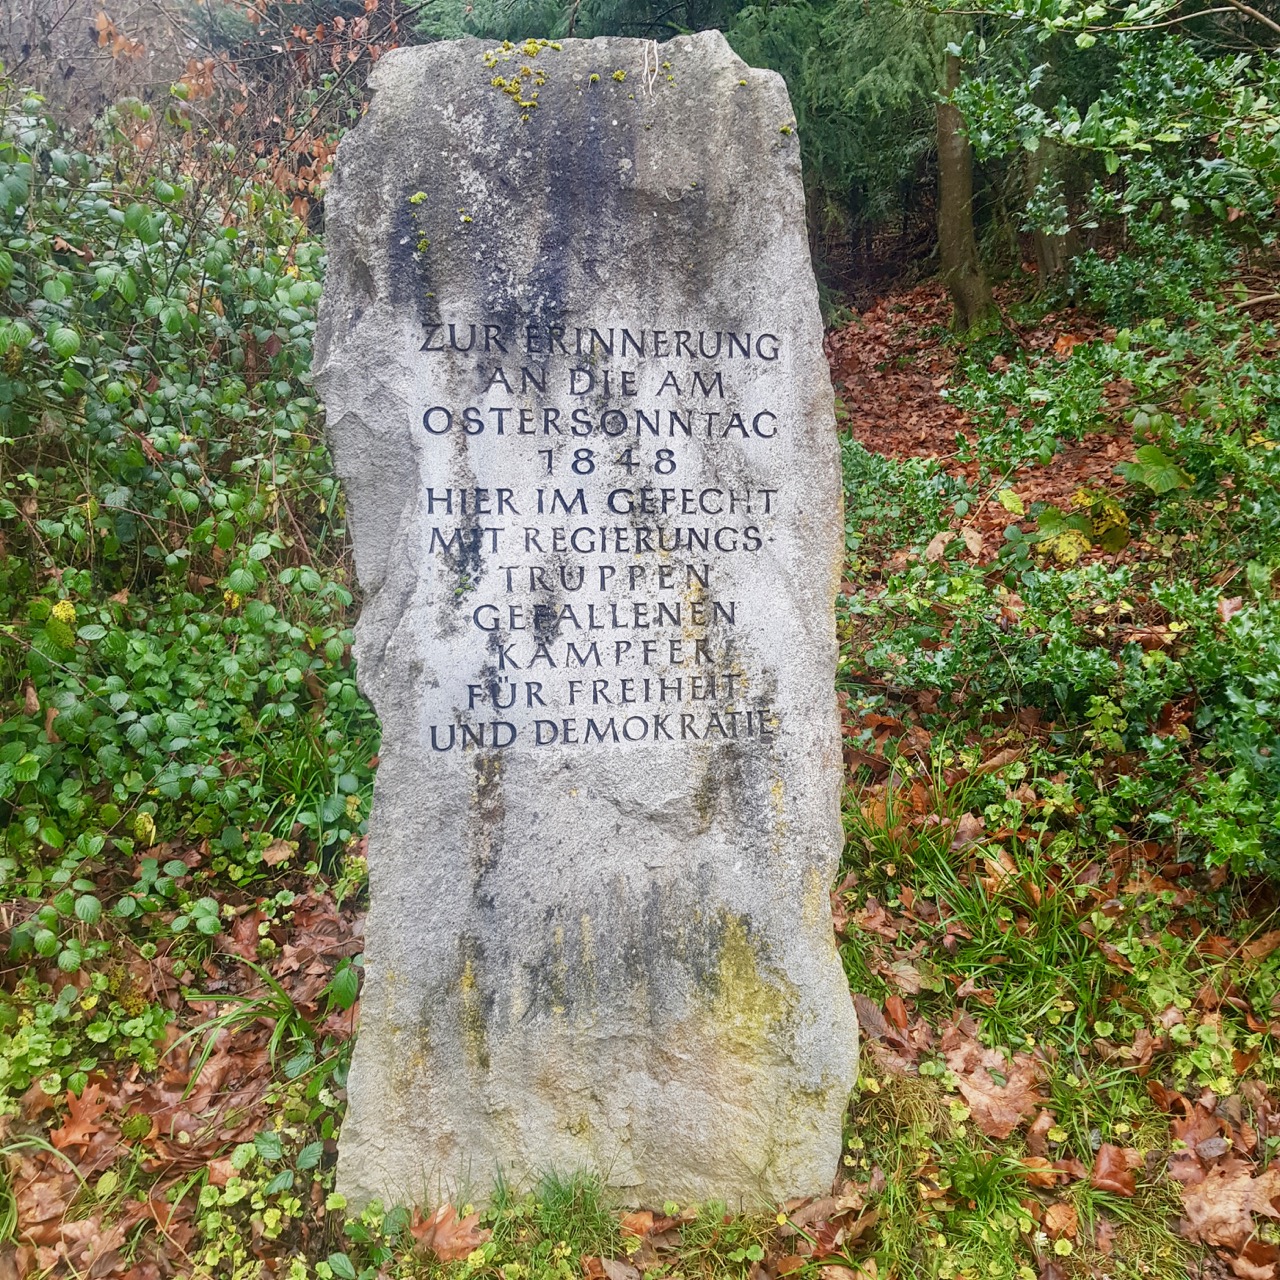 ZUR ERINNERUNG
AN DIE AM
OSTERSONNTAG
1848
HIER IM GEFECHT
MIT REGIERUNGS-
TRUPPEN
GEFALLENEN
KÄMPFER
FÜR FREIHEIT
UND DEMOKRATIE